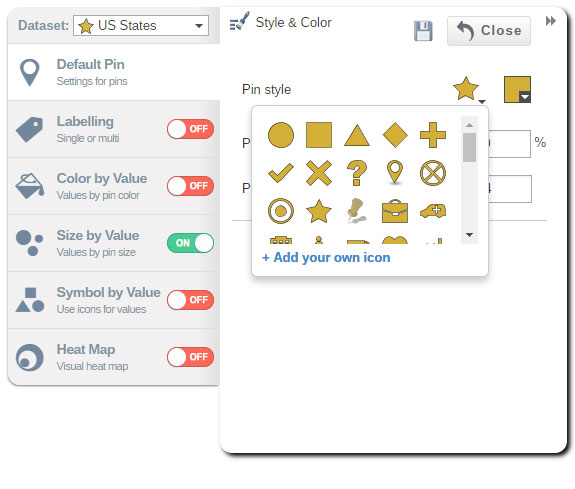 Dataset: US States
Style & Color
Close
Default Pin
Settings for pins
Pin style
Labelling
Single or multi
OFF
%
Color by Value
Values by pin color
OFF
Size by Value
Values by pin size
ON
+ Add your own icon
Symbol by Value
Use icons for values
OFF
Heat Map
Visual heat map
OFF